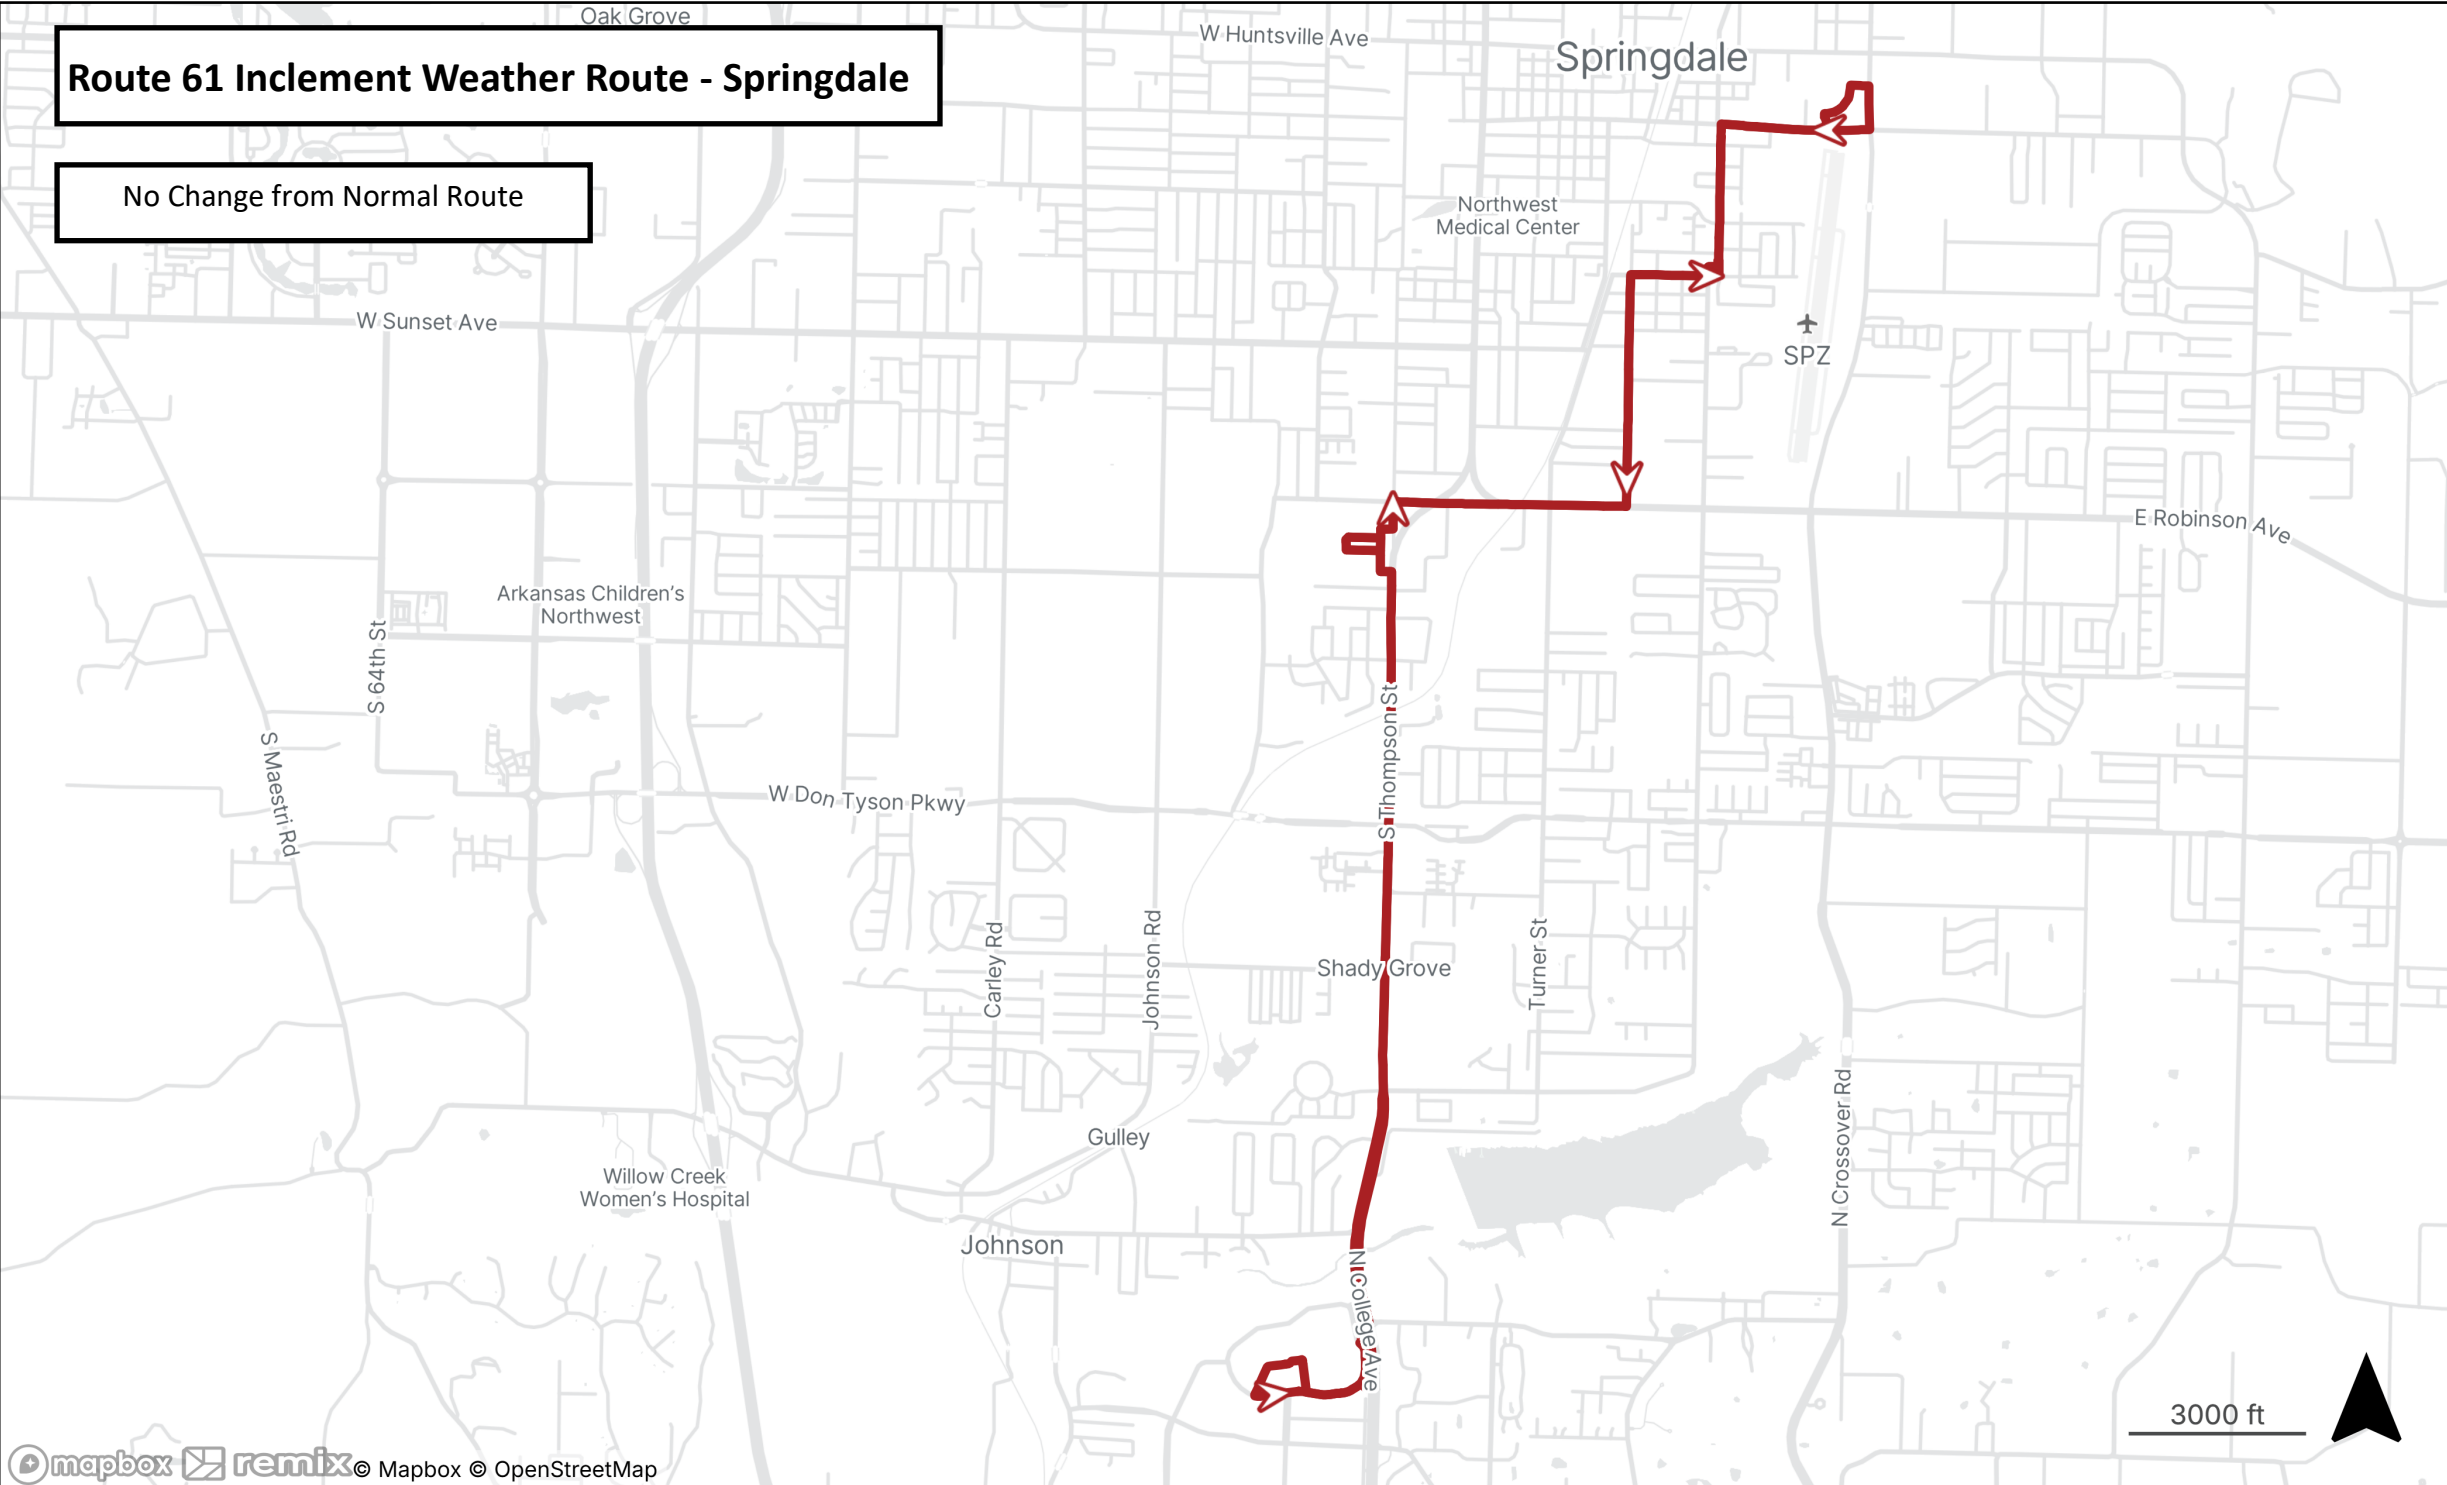 Oak Grove
W Huntsville Ave
Springdale
Route 61 Inclement Weather Route - Springdale
No Change from Normal Route
Northwest
Medical Center
W Sunset Ave
SPZ
E Robinson Ave
Arkansas Children's
Northwest
S 64th St
S Maestri Rd
S Thompson St
W Don Tyson Pkwy
Carley Rd
Johnson Rd
Shady Grove
Turner St
N Crossover Rd
Gulley
Willow Creek
Women's Hospital
Johnson
N College Ave
3000 ft
mapbox remix © Mapbox © OpenStreetMap